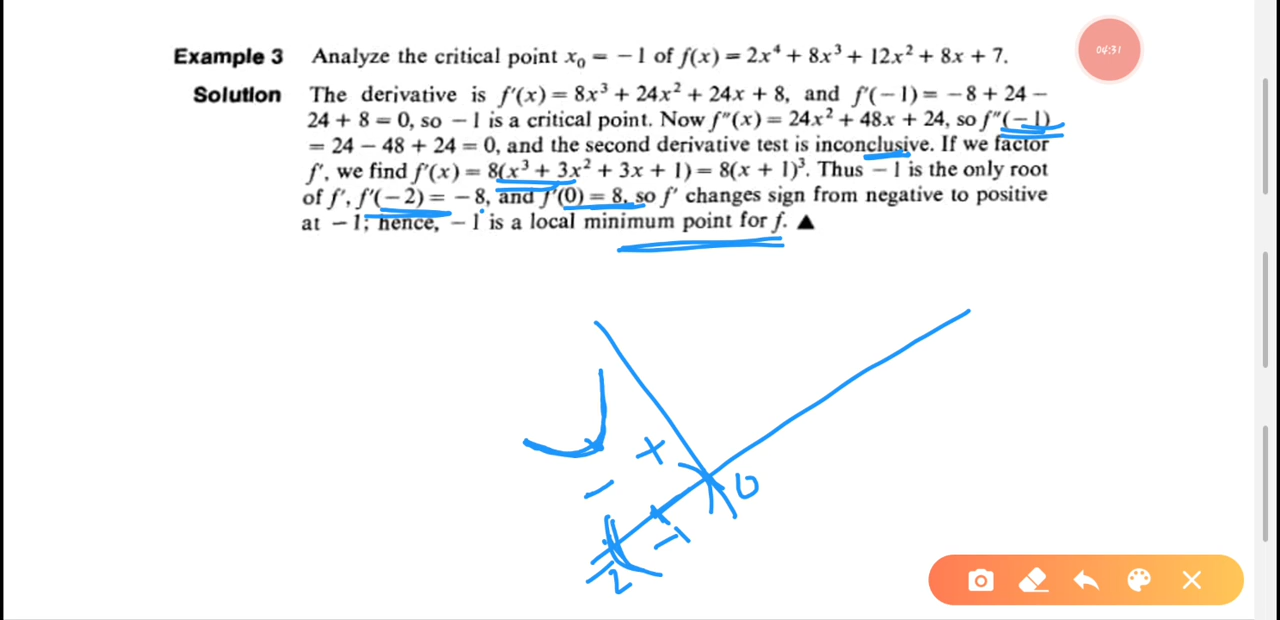 04:31
Example 3 Analyze the critical point x₀ = −1 of f(x) = 2x⁴ + 8x³ + 12x² + 8x + 7.
Solution The derivative is f′(x) = 8x³ + 24x² + 24x + 8, and f′(−1) = −8 + 24 −
24 + 8 = 0, so −1 is a critical point. Now f″(x) = 24x² + 48x + 24, so f″(−1)
= 24 − 48 + 24 = 0, and the second derivative test is inconclusive. If we factor
f′, we find f′(x) = 8(x³ + 3x² + 3x + 1) = 8(x + 1)³. Thus −1 is the only root
of f′, f′(−2) = −8, and f′(0) = 8, so f′ changes sign from negative to positive
at −1; hence, −1 is a local minimum point for f. ▲
+
−
0
−1
−2